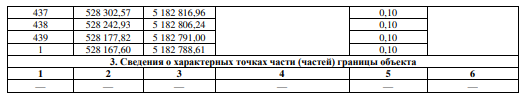 437 528 302,57 5 182 816,96 0,10
438 528 242,93 5 182 806,24 0,10
439 528 177,82 5 182 791,00 0,10
1 528 167,60 5 182 788,61 0,10
3. Сведения о характерных точках части (частей) границы объекта
1 2 3 4 5 6
— — — — — —